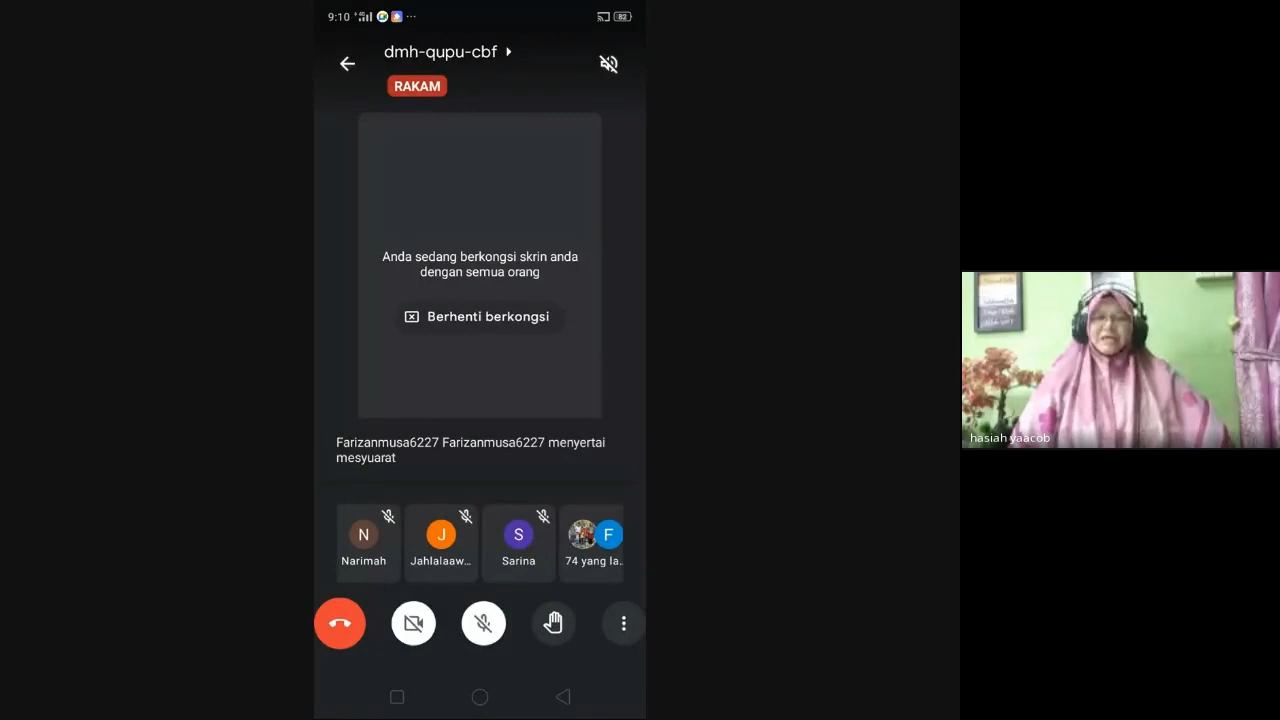 9:10
82
dmh-qupu-cbf
RAKAM
Anda sedang berkongsi skrin anda
dengan semua orang
Berhenti berkongsi
Farizanmusa6227 Farizanmusa6227 menyertai
mesyuarat
N
J
S
F
Narimah
Jahlalaaw...
Sarina
74 yang la..
hasiah yaacob